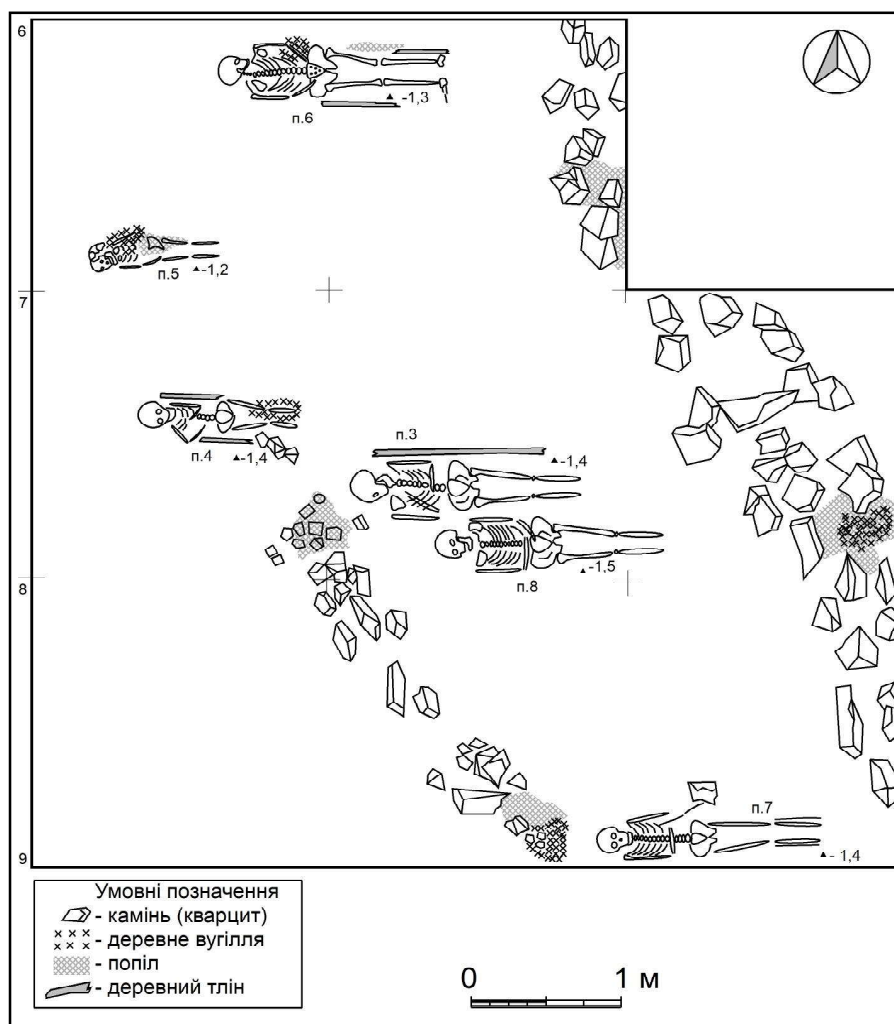 6
п.6
-1,3
п.5
-1,2
7
п.4
-1,4
п.3
-1,4
8
п.8
-1,5
п.7
- 1,4
9
Умовні позначення
- камінь (кварцит)
- деревне вугілля
- попіл
- деревний тлін
0 1 м